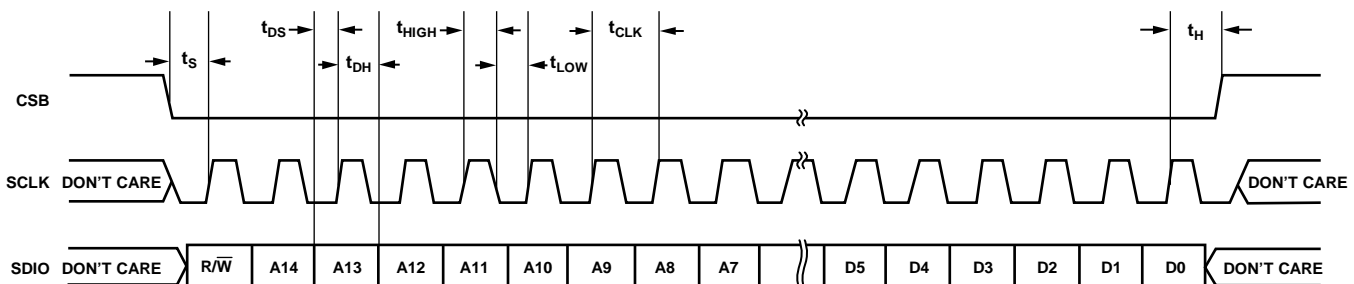 tDS tHIGH tCLK tH
tS tDH tLOW
CSB
SCLK DON'T CARE DON'T CARE
SDIO DON'T CARE R/W̅ A14 A13 A12 A11 A10 A9 A8 A7 D5 D4 D3 D2 D1 D0 DON'T CARE